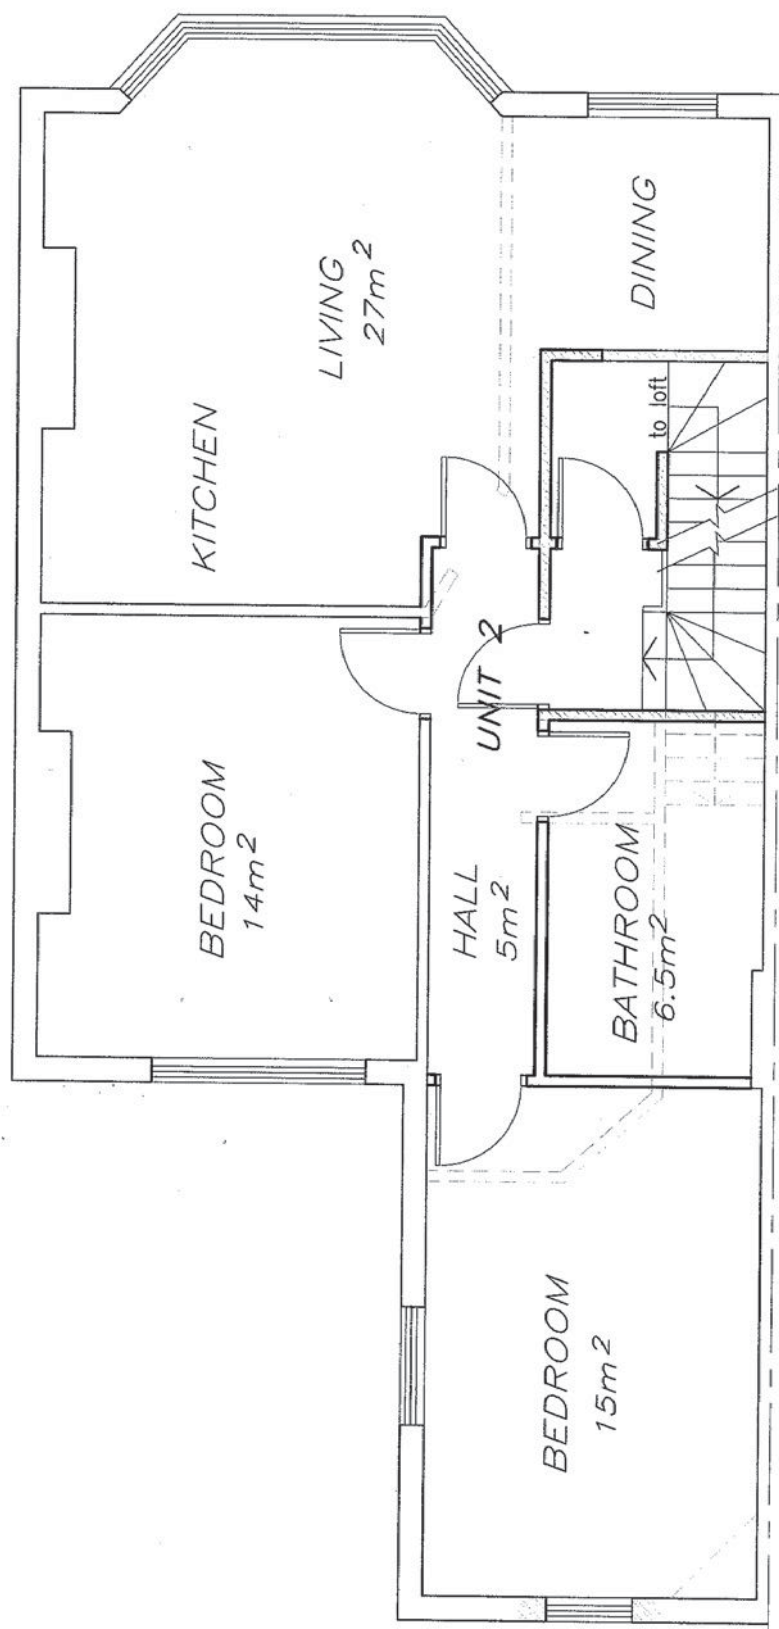 KITCHEN
LIVING
27m²
DINING
to loft
BEDROOM
14m²
UNIT 2
HALL
5m²
BATHROOM
6.5m²
BEDROOM
15m²